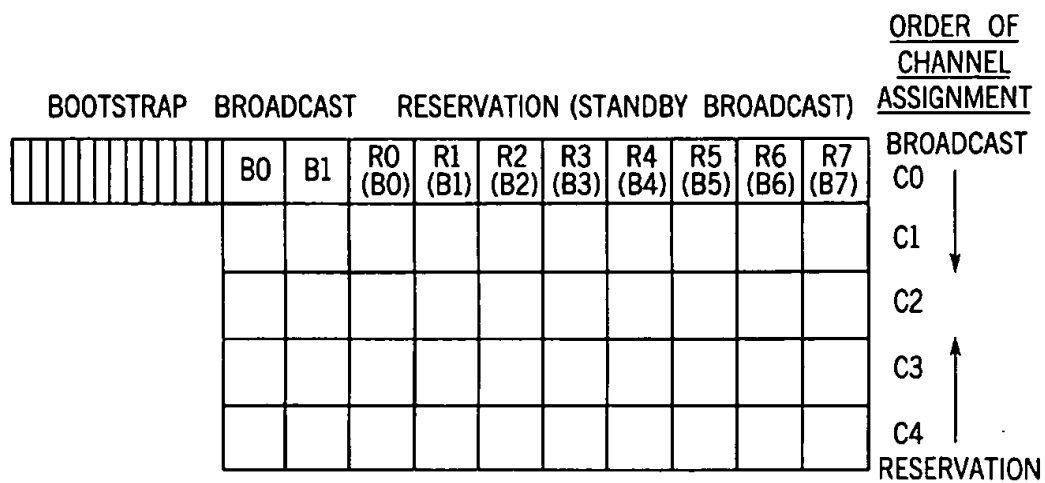 ORDER OF
CHANNEL
ASSIGNMENT
BOOTSTRAP BROADCAST RESERVATION (STANDBY BROADCAST)
BROADCAST
B0 B1 R0 R1 R2 R3 R4 R5 R6 R7
(B0) (B1) (B2) (B3) (B4) (B5) (B6) (B7)
C0
C1
C2
C3
C4
RESERVATION